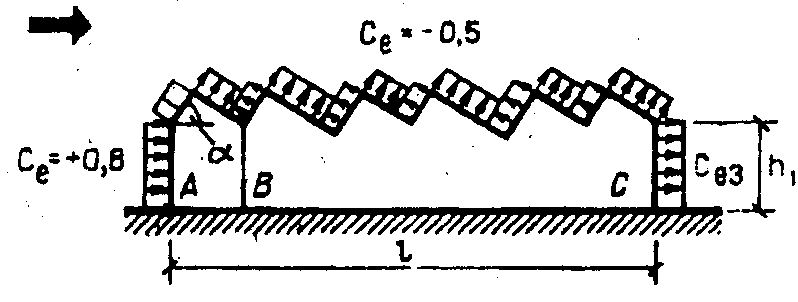 Ce = -0,5
Ce = +0,8
α
A
B
C
Ce3
h1
l